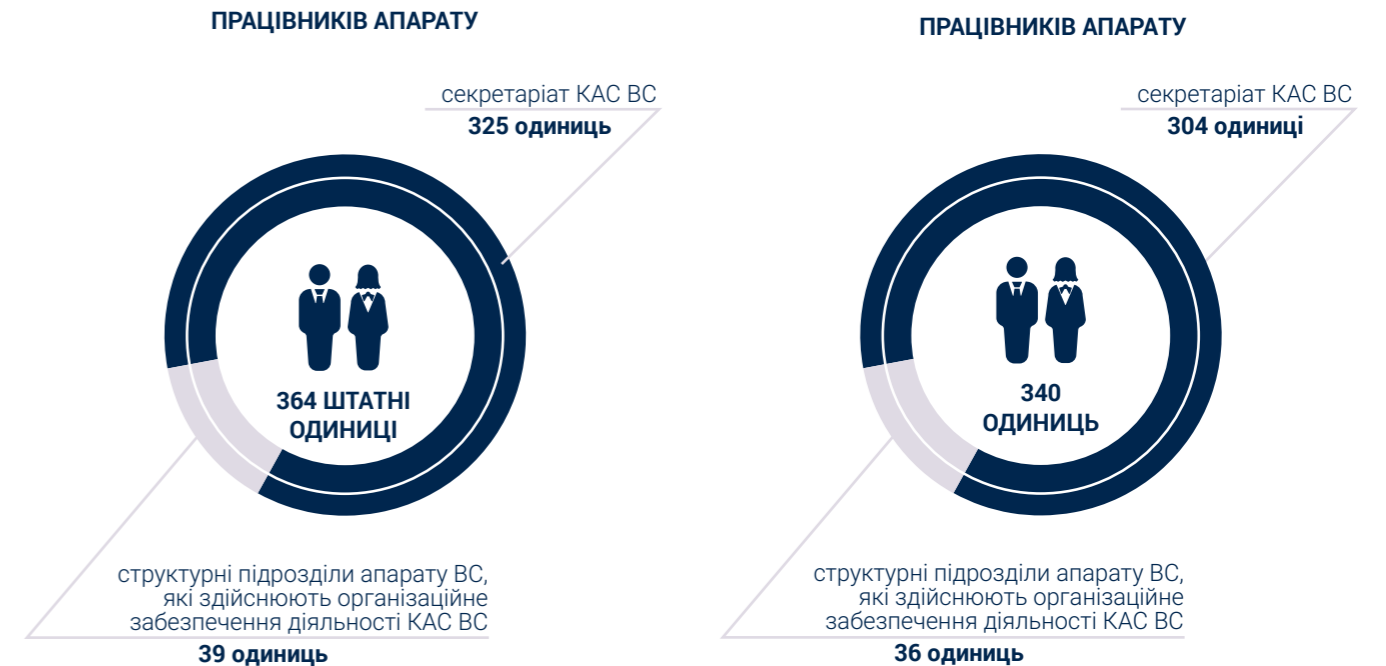 ПРАЦІВНИКІВ АПАРАТУ
секретаріат КАС ВС
325 одиниць
364 ШТАТНІ
ОДИНИЦІ
структурні підрозділи апарату ВС,
які здійснюють організаційне
забезпечення діяльності КАС ВС
39 одиниць
ПРАЦІВНИКІВ АПАРАТУ
секретаріат КАС ВС
304 одиниці
340
ОДИНИЦЬ
структурні підрозділи апарату ВС,
які здійснюють організаційне
забезпечення діяльності КАС ВС
36 одиниць